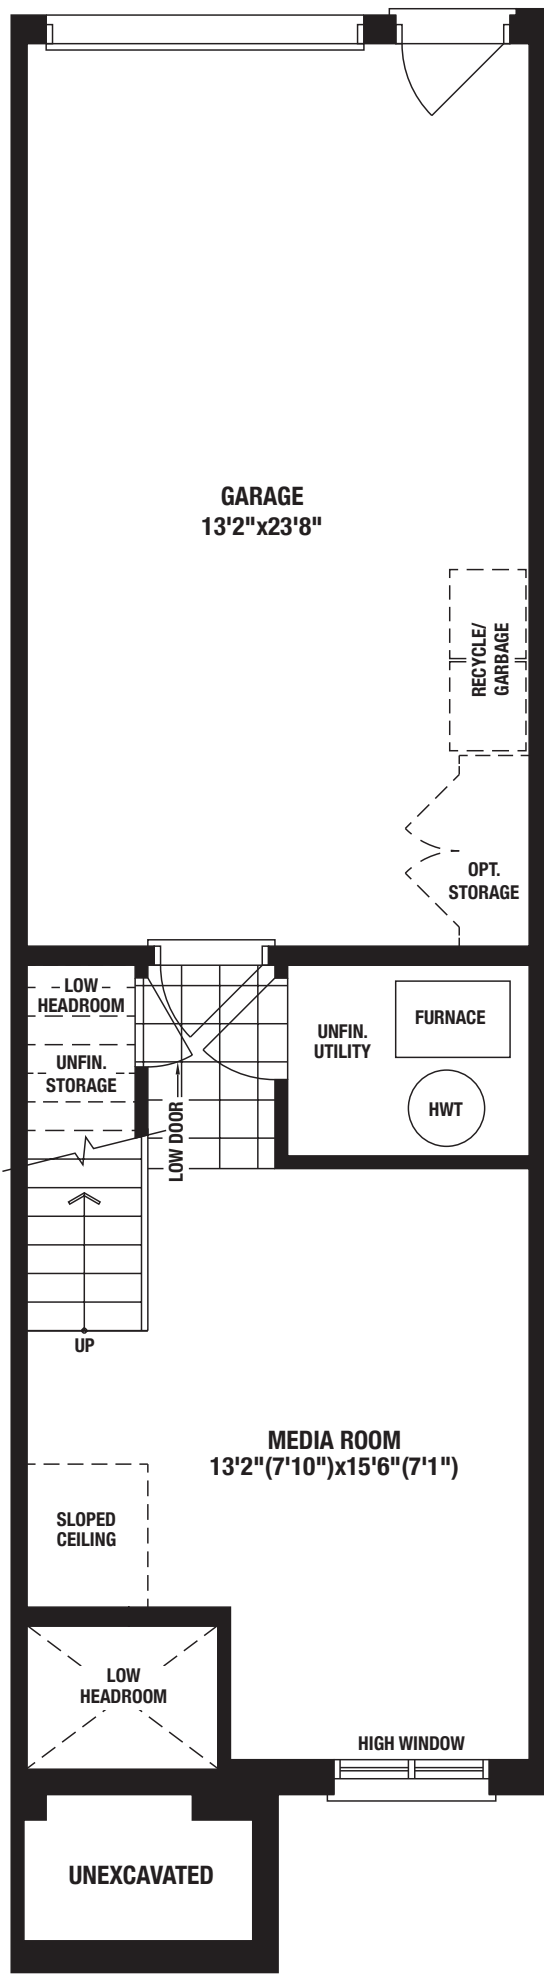 GARAGE
13'2"x23'8"
RECYCLE/
GARBAGE
OPT.
STORAGE
LOW
HEADROOM
UNFIN.
STORAGE
LOW DOOR
UNFIN.
UTILITY
FURNACE
HWT
UP
MEDIA ROOM
13'2"(7'10")x15'6"(7'1")
SLOPED
CEILING
LOW
HEADROOM
HIGH WINDOW
UNEXCAVATED